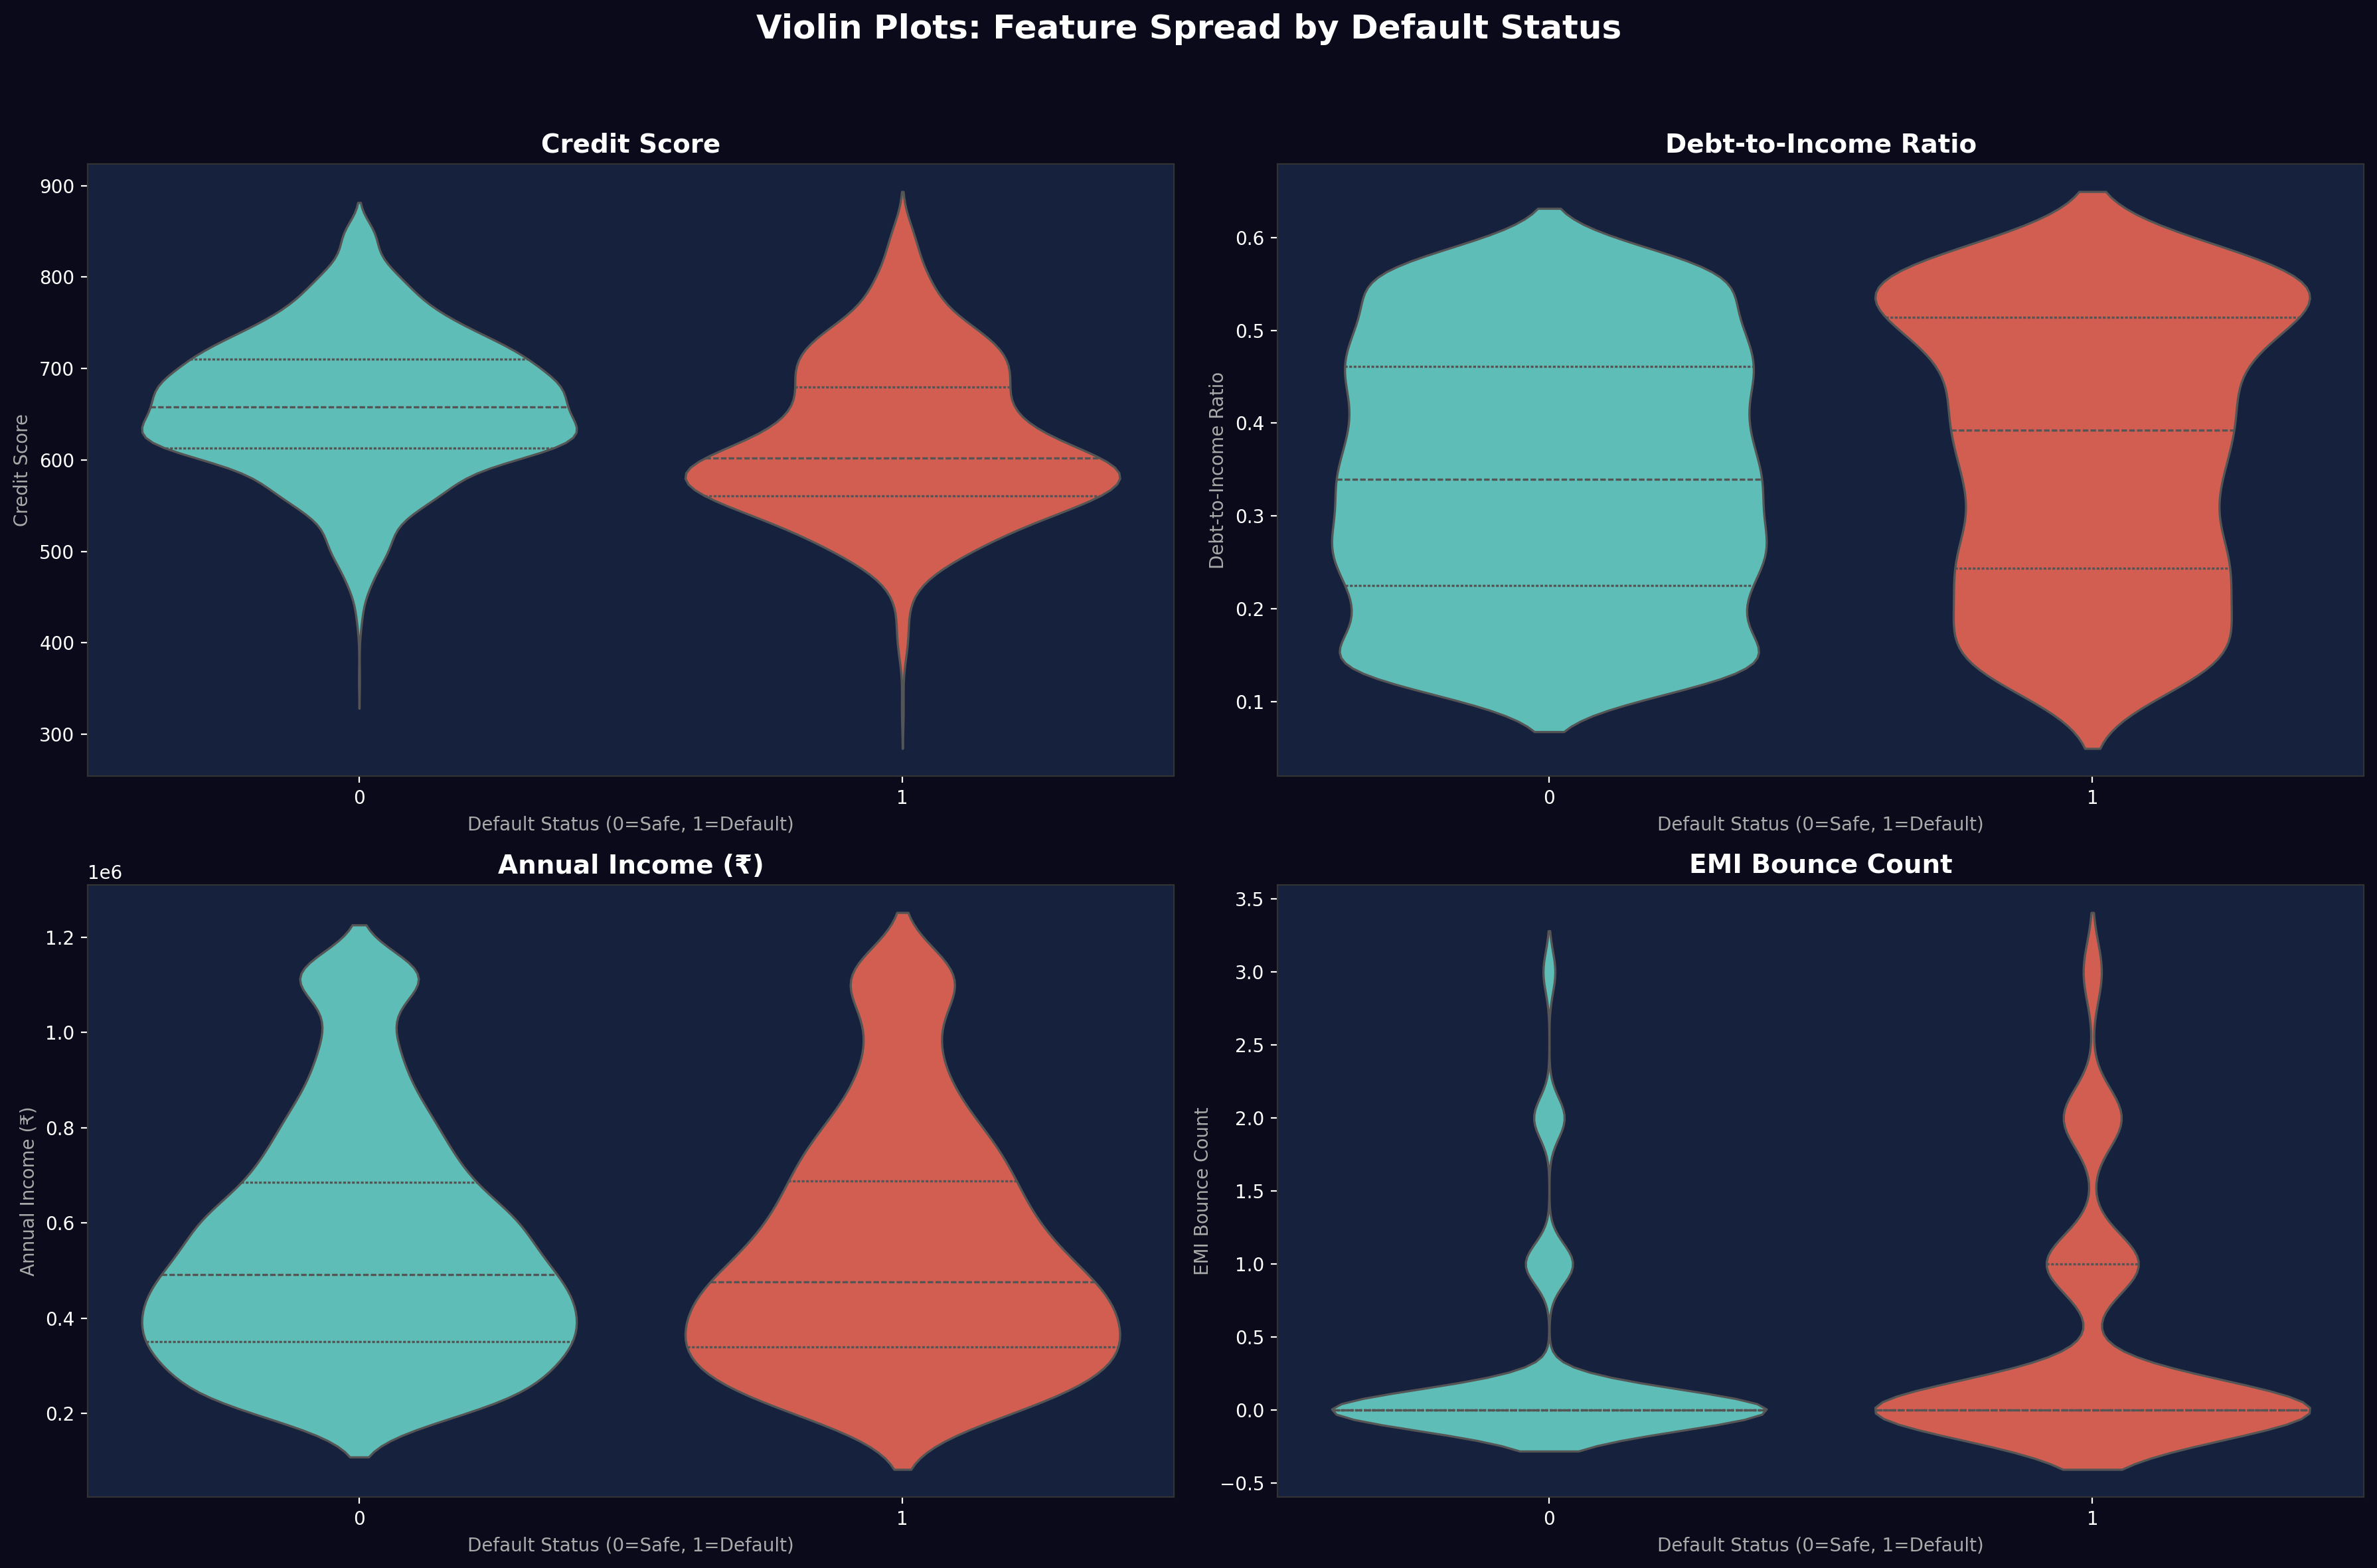 Violin Plots: Feature Spread by Default Status
Credit Score
Credit Score
900
800
700
600
500
400
300
0
1
Default Status (0=Safe, 1=Default)
Debt-to-Income Ratio
Debt-to-Income Ratio
0.6
0.5
0.4
0.3
0.2
0.1
0
1
Default Status (0=Safe, 1=Default)
Annual Income (₹)
1e6
Annual Income (₹)
1.2
1.0
0.8
0.6
0.4
0.2
0
1
Default Status (0=Safe, 1=Default)
EMI Bounce Count
EMI Bounce Count
3.5
3.0
2.5
2.0
1.5
1.0
0.5
0.0
−0.5
0
1
Default Status (0=Safe, 1=Default)